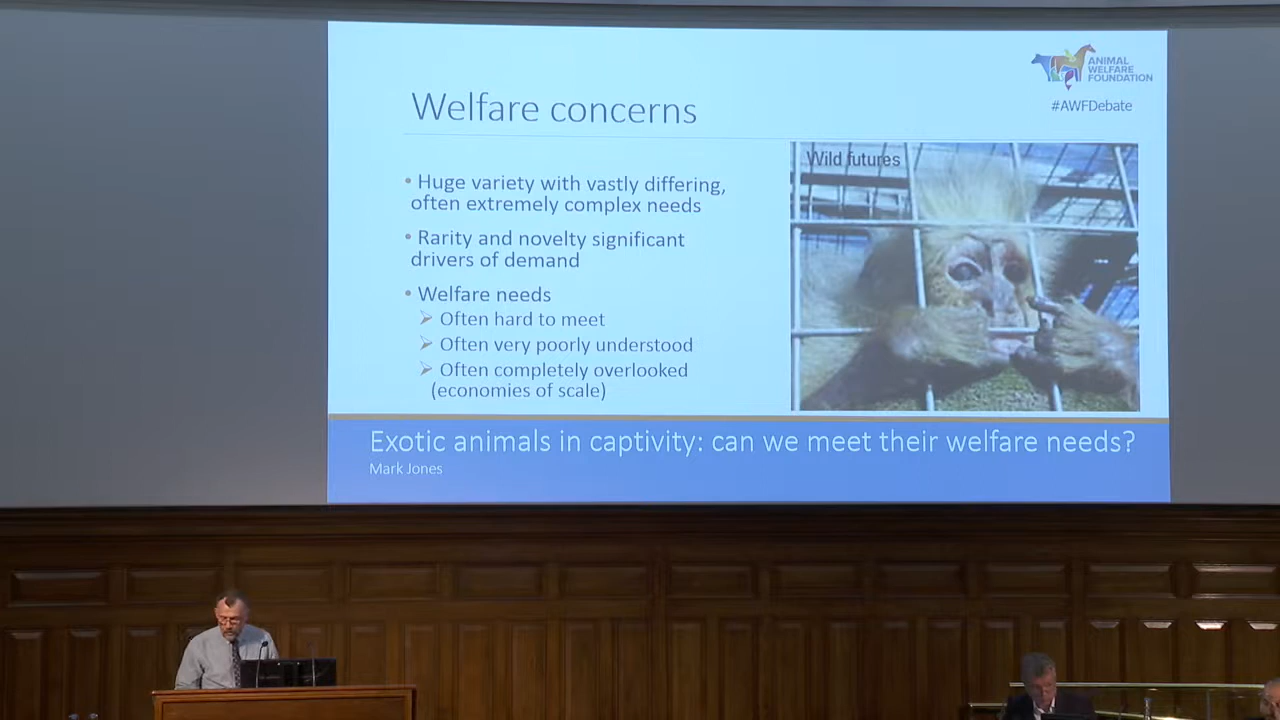 ANIMAL
WELFARE
FOUNDATION
#AWFDebate
Welfare concerns
• Huge variety with vastly differing,
often extremely complex needs
• Rarity and novelty significant
drivers of demand
• Welfare needs
➢ Often hard to meet
➢ Often very poorly understood
➢ Often completely overlooked
(economies of scale)
Wild futures
Exotic animals in captivity: can we meet their welfare needs?
Mark Jones